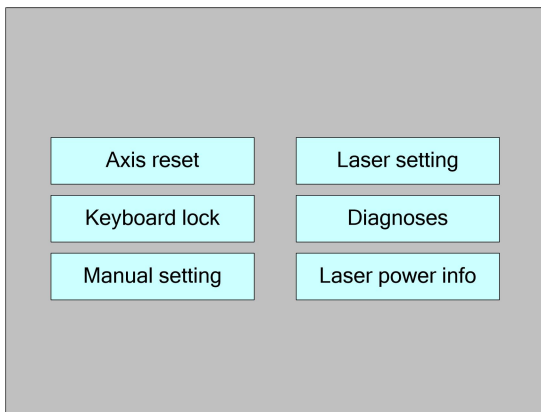 Axis reset
Laser setting
Keyboard lock
Diagnoses
Manual setting
Laser power info